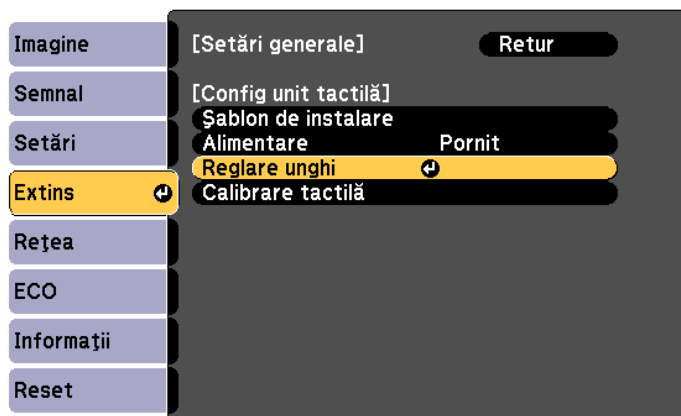 Imagine
Semnal
Setări
Extins
Reţea
ECO
Informaţii
Reset
[Setări generale] Retur
[Config unit tactilă]
Şablon de instalare
Alimentare Pornit
Reglare unghi
Calibrare tactilă